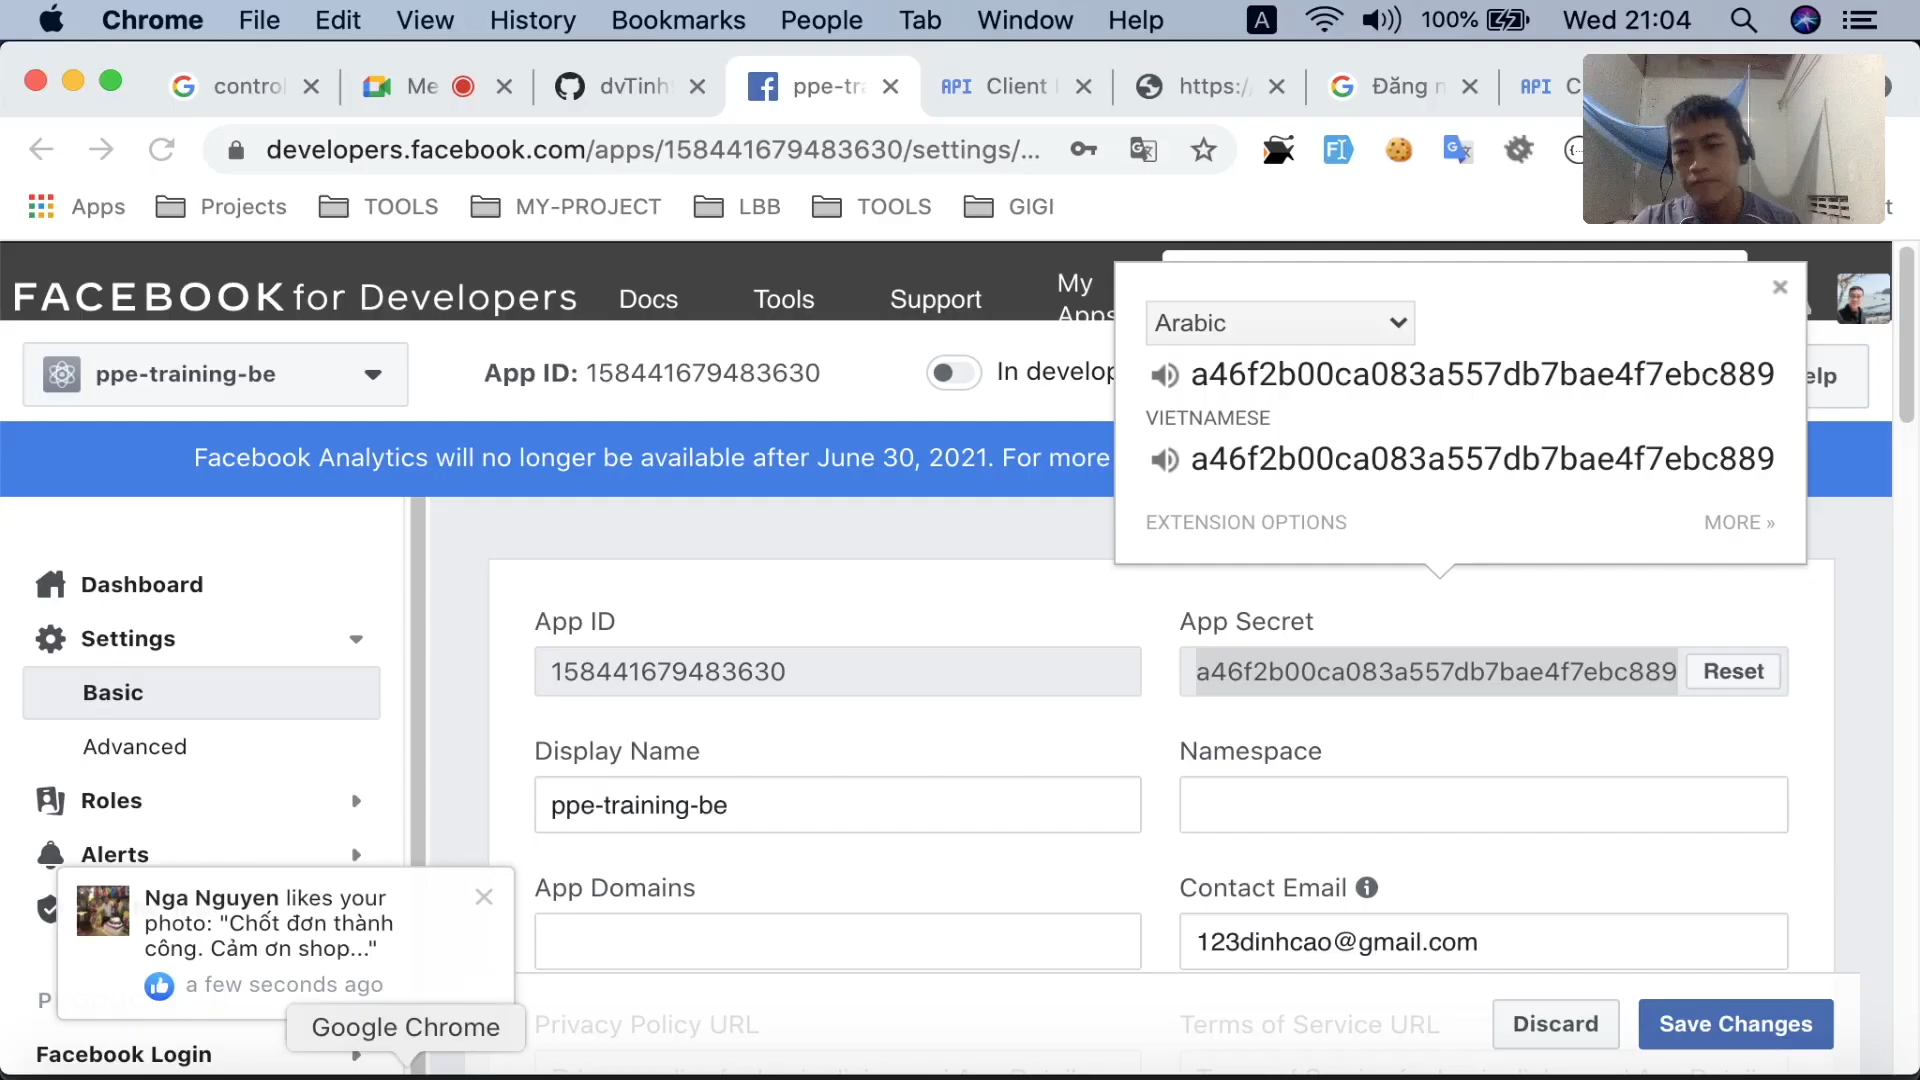 Chrome File Edit View History Bookmarks People Tab Window Help A 100% Wed 21:04
contro Me dvTinh ppe-tra Client https:/ Đăng n API C
developers.facebook.com/apps/158441679483630/settings/...
Apps Projects TOOLS MY-PROJECT LBB TOOLS GIGI
FACEBOOK for Developers Docs Tools Support My Apps
Arabic
a46f2b00ca083a557db7bae4f7ebc889
VIETNAMESE
a46f2b00ca083a557db7bae4f7ebc889
EXTENSION OPTIONS MORE »
ppe-training-be App ID: 158441679483630 In develop elp
Facebook Analytics will no longer be available after June 30, 2021. For more
Dashboard
Settings
Basic
Advanced
Roles
Alerts
App ID
158441679483630
App Secret
a46f2b00ca083a557db7bae4f7ebc889 Reset
Display Name
ppe-training-be
Namespace
App Domains
Contact Email
123dinhcao@gmail.com
Nga Nguyen likes your
photo: "Chốt đơn thành
công. Cảm ơn shop..."
a few seconds ago
Google Chrome
Privacy Policy URL
Terms of Service URL
Discard Save Changes
Facebook Login